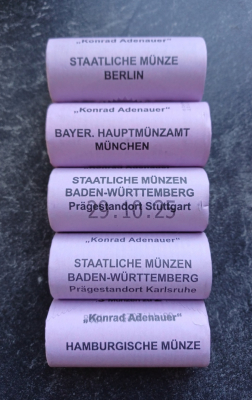 „Konrad Adenauer"
STAATLICHE MÜNZE
BERLIN
„Konrad Adenauer"
BAYER. HAUPTMÜNZAMT
MÜNCHEN
STAATLICHE MÜNZEN
BADEN-WÜRTTEMBERG
Prägestandort Stuttgart
29.10.25
„Konrad Adenauer"
STAATLICHE MÜNZEN
BADEN-WÜRTTEMBERG
Prägestandort Karlsruhe
„Konrad Adenauer"
HAMBURGISCHE MÜNZE